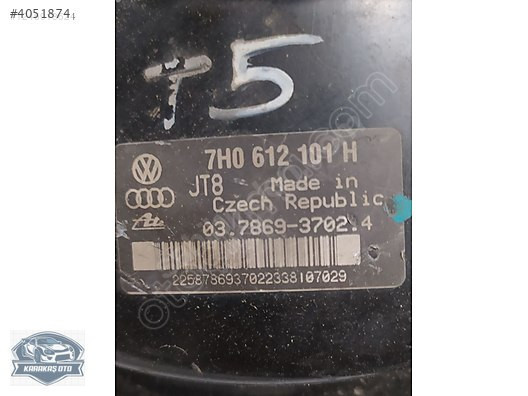 #4051874
T5
7H0 612 101 H
JT8 Made in
Czech Republic
03.7869-3702.4
2258786937022338107029
KARAKAŞ OTO